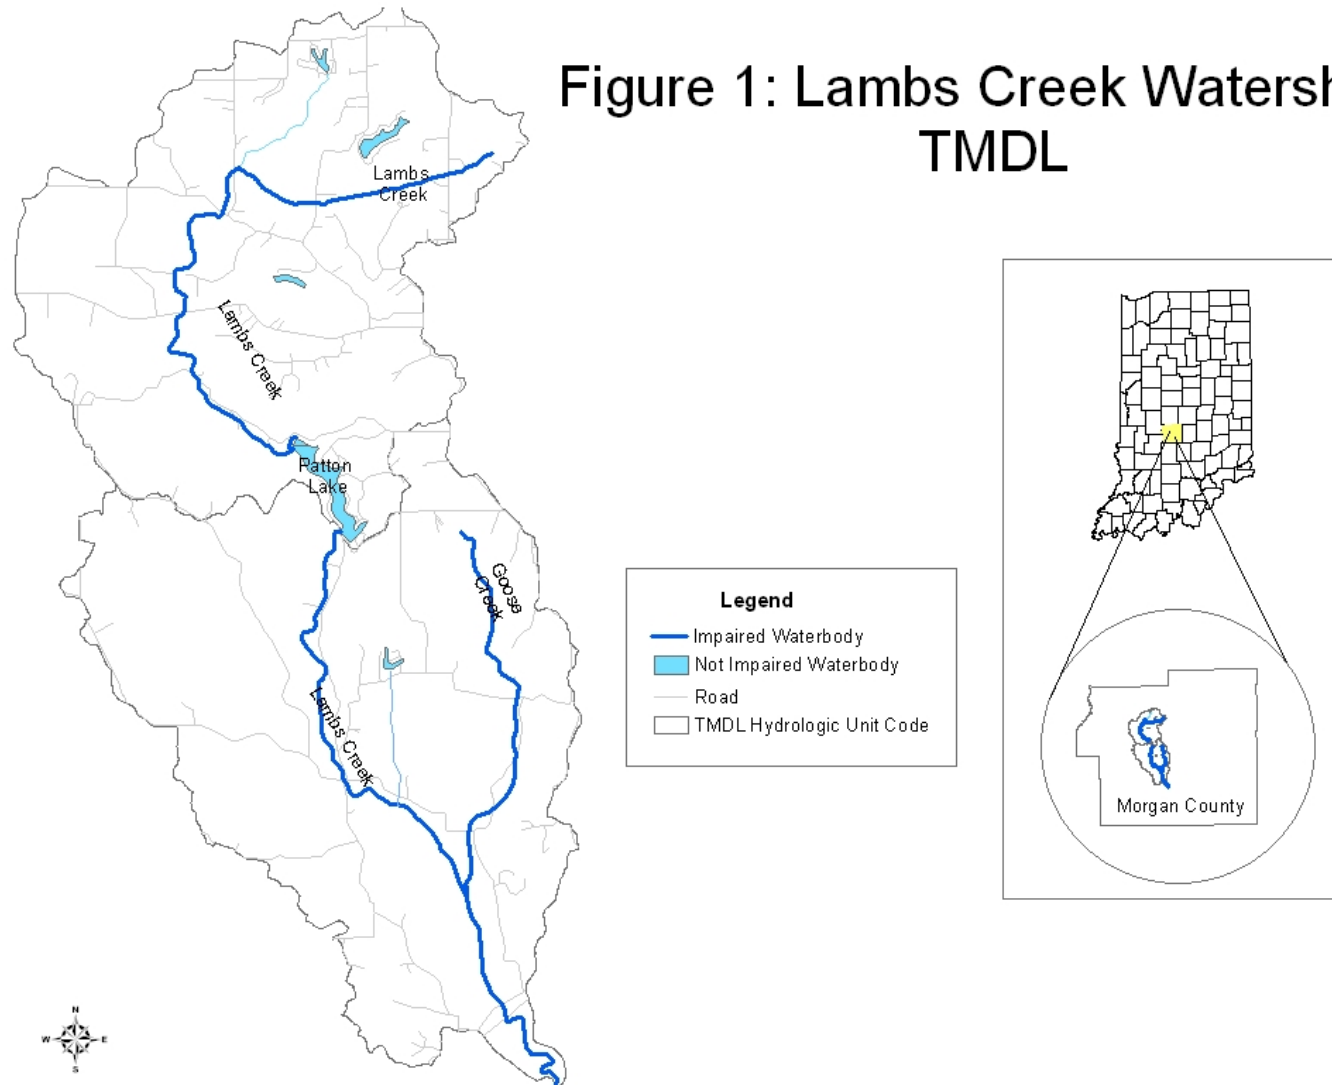 Figure 1: Lambs Creek Watersh
TMDL
Lambs
Creek
Lambs Creek
Patton
Lake
Goose
Creek
Lambs Creek
Legend
Impaired Waterbody
Not Impaired Waterbody
Road
TMDL Hydrologic Unit Code
Morgan County
N
W E
S